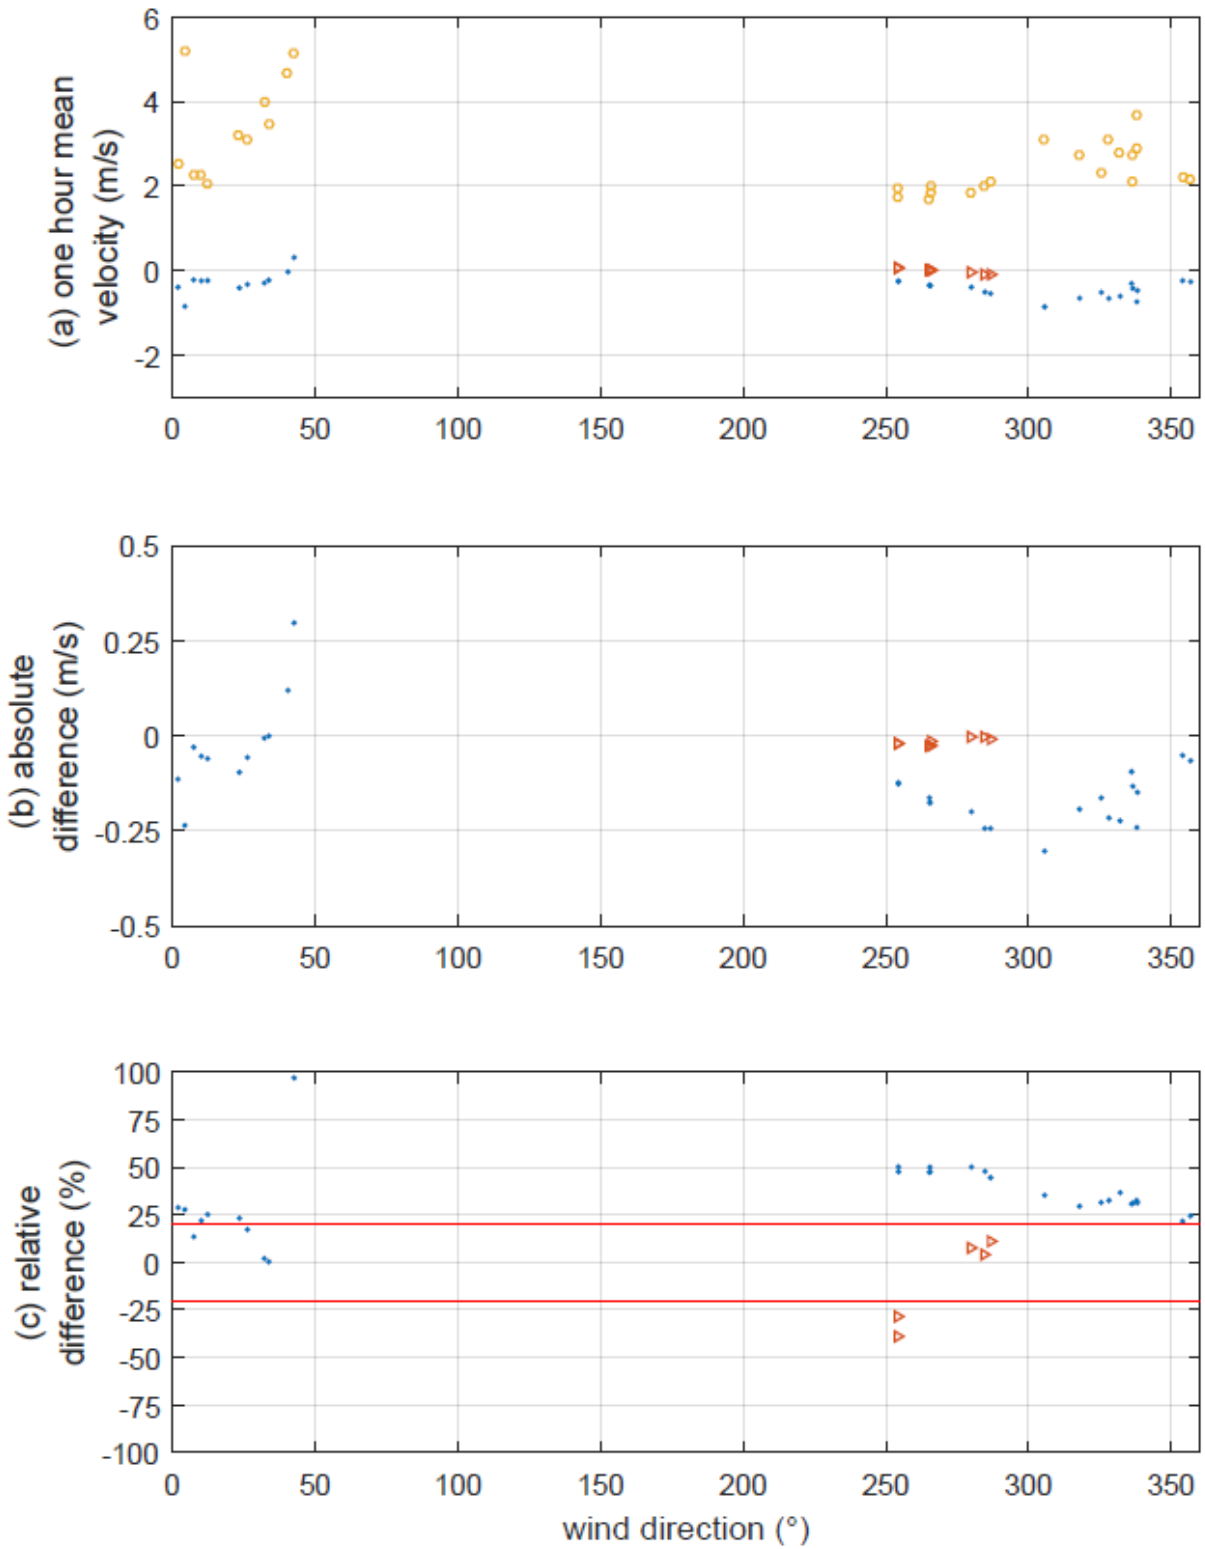 (a) one hour mean
velocity (m/s)
6
4
2
0
-2
0 50 100 150 200 250 300 350
(b) absolute
difference (m/s)
0.5
0.25
0
-0.25
-0.5
0 50 100 150 200 250 300 350
(c) relative
difference (%)
100
75
50
25
0
-25
-50
-75
-100
0 50 100 150 200 250 300 350
wind direction (°)